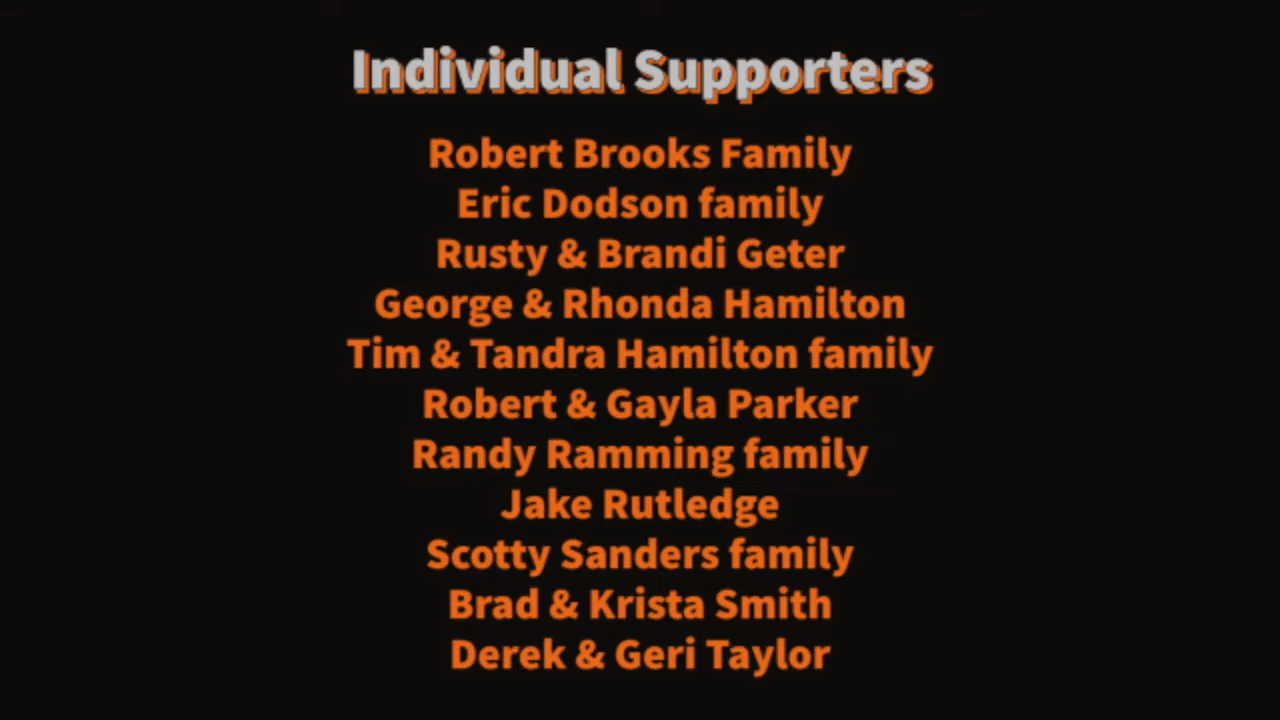 Individual Supporters
Robert Brooks Family
Eric Dodson family
Rusty & Brandi Geter
George & Rhonda Hamilton
Tim & Tandra Hamilton family
Robert & Gayla Parker
Randy Ramming family
Jake Rutledge
Scotty Sanders family
Brad & Krista Smith
Derek & Geri Taylor